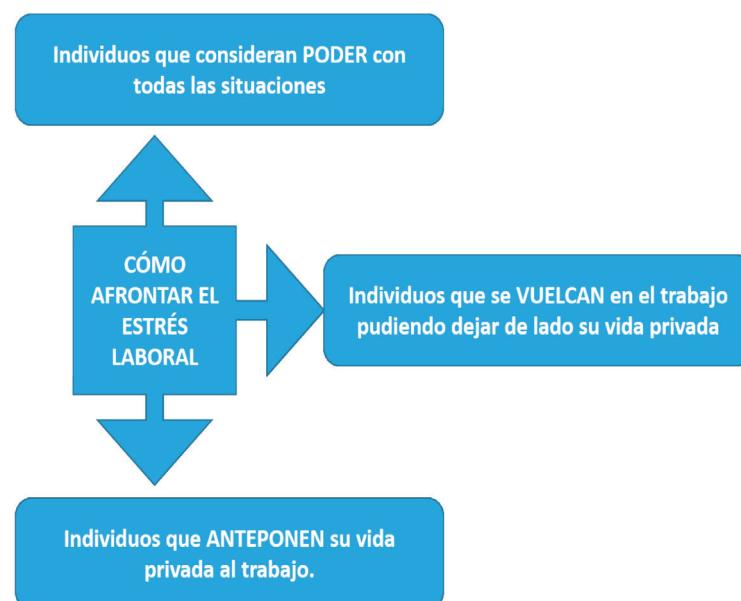 Individuos que consideran PODER con
todas las situaciones
CÓMO
AFRONTAR EL
ESTRÉS
LABORAL
Individuos que se VUELCAN en el trabajo
pudiendo dejar de lado su vida privada
Individuos que ANTEPONEN su vida
privada al trabajo.